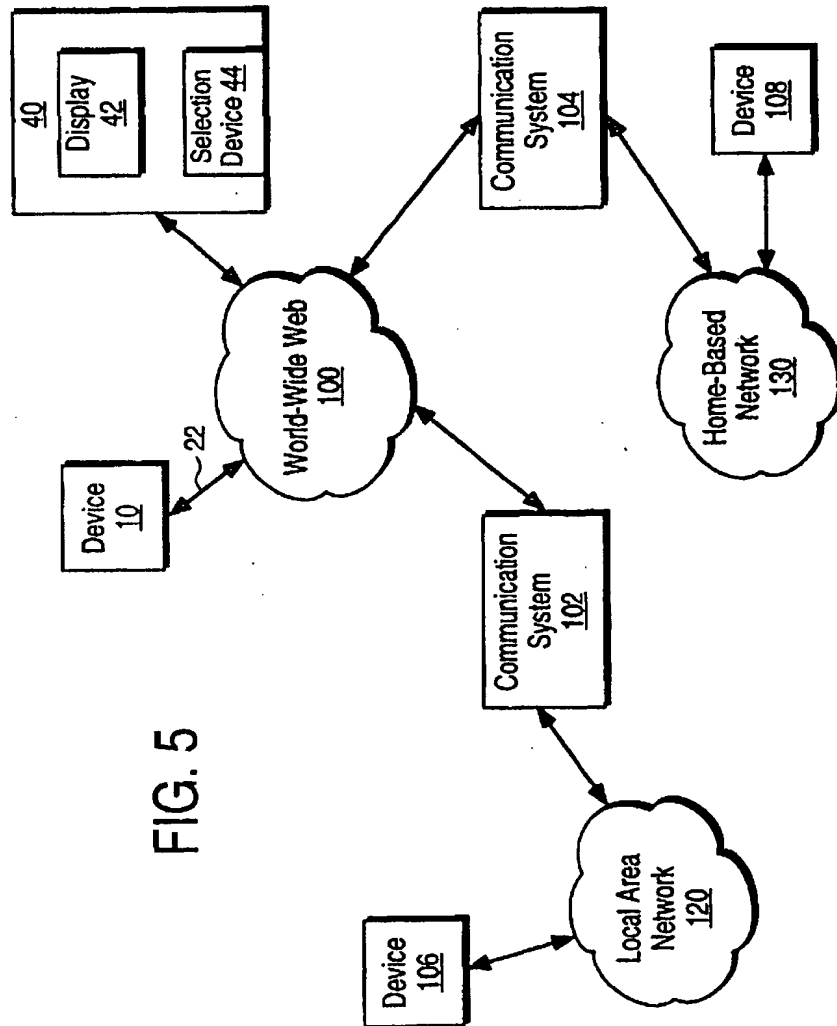 FIG. 5
Device
10
22
World-Wide Web
100
40
Display
42
Selection
Device 44
Communication
System
102
Communication
System
104
Device
106
Local Area
Network
120
Home-Based
Network
130
Device
108